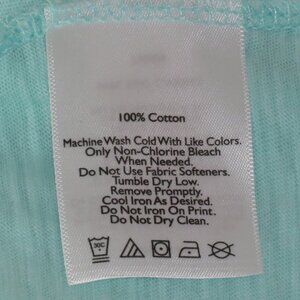 100% Cotton
Machine Wash Cold With Like Colors.
Only Non-Chlorine Bleach
When Needed.
Do Not Use Fabric Softeners.
Tumble Dry Low.
Remove Promptly.
Cool Iron As Desired.
Do Not Iron On Print.
Do Not Dry Clean.
30C